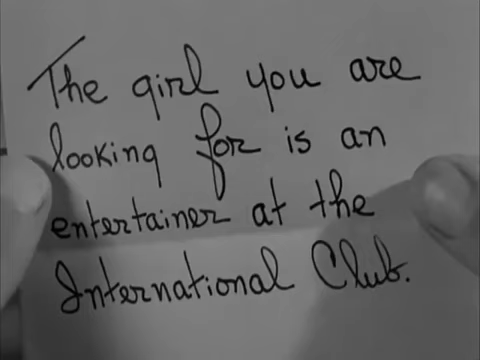 The girl you are
looking for is an
entertainer at the
International Club.